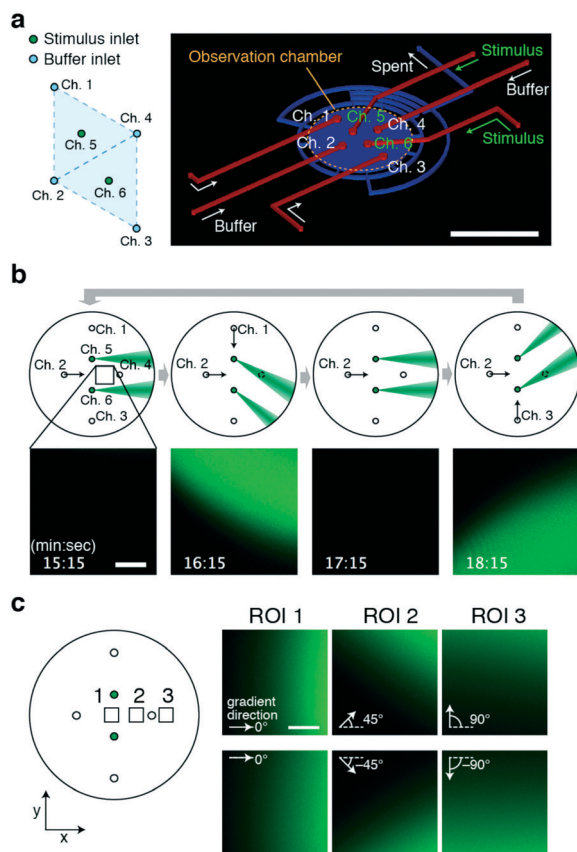 a
Stimulus inlet
Buffer inlet
Ch. 1
Ch. 4
Ch. 5
Ch. 2
Ch. 6
Ch. 3
Observation chamber
Spent
Stimulus
Buffer
Ch. 1
Ch. 5
Ch. 4
Ch. 2
Ch. 6
Stimulus
Ch. 3
Buffer
b
Ch. 1
Ch. 5
Ch. 2
Ch. 4
Ch. 6
Ch. 3
Ch. 1
Ch. 2
Ch. 2
Ch. 2
Ch. 3
(min:sec)
15:15
16:15
17:15
18:15
c
ROI 1
ROI 2
ROI 3
1
2
3
gradient
direction
0°
45°
90°
0°
−45°
−90°
y
x